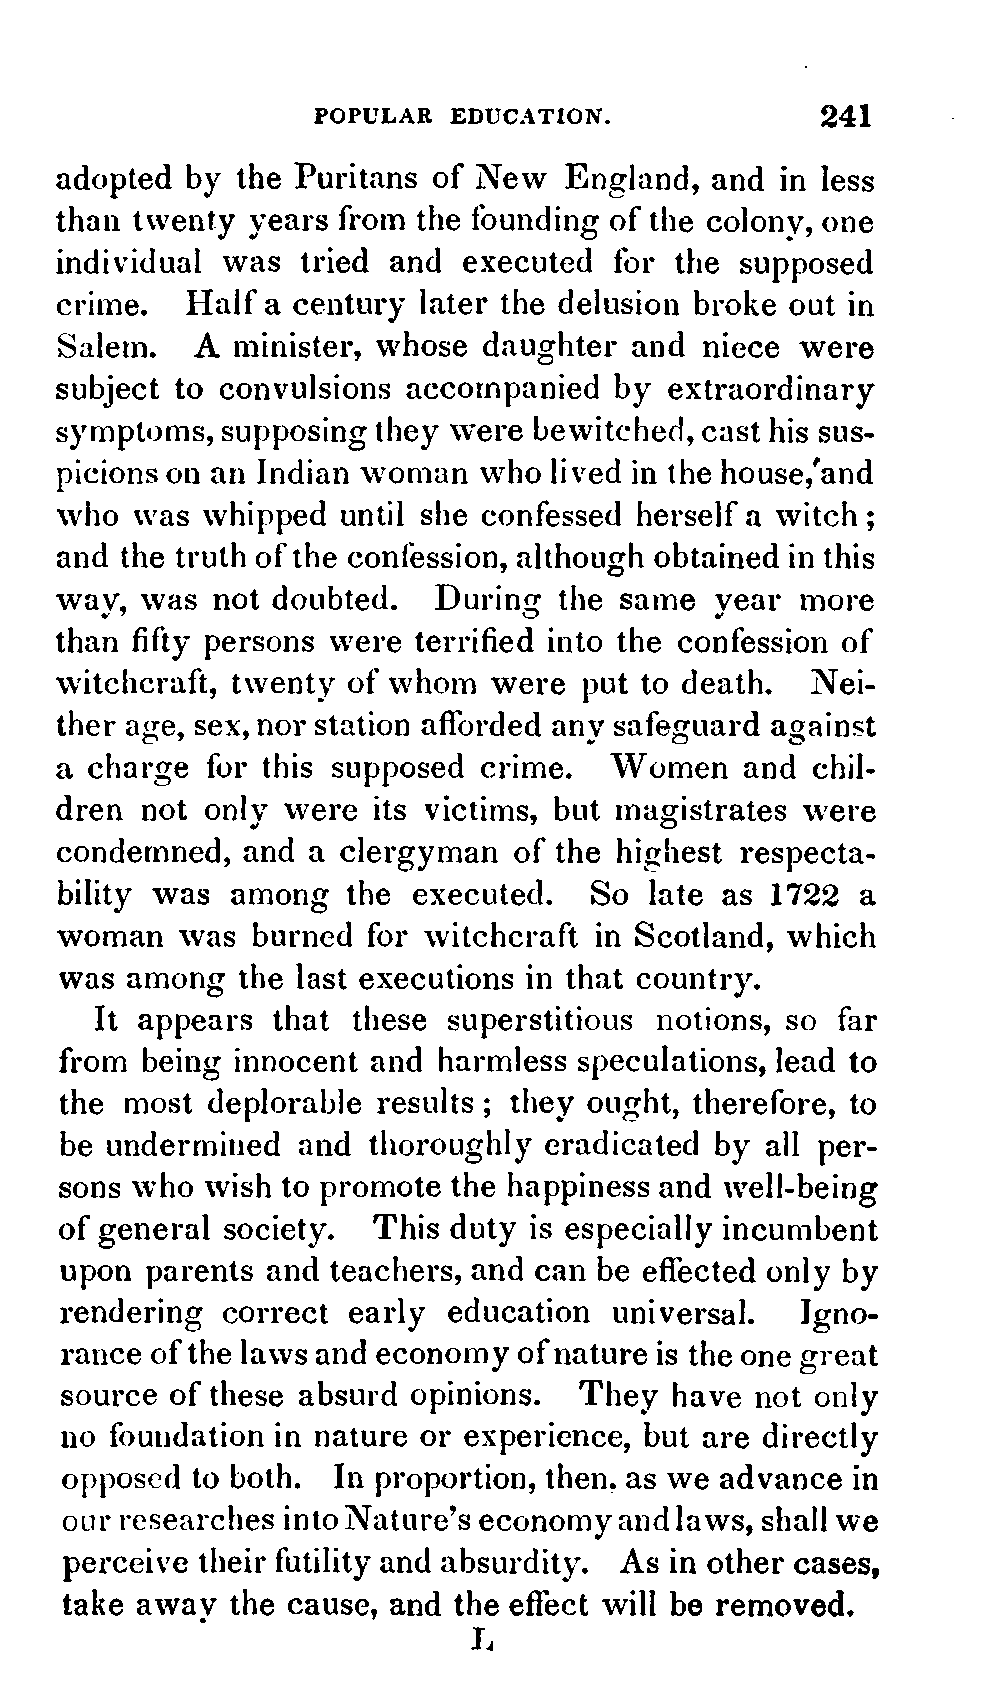 POPULAR EDUCATION. 241
adopted by the Puritans of New England, and in less
than twenty years from the founding of the colony, one
individual was tried and executed for the supposed
crime. Half a century later the delusion broke out in
Salem. A minister, whose daughter and niece were
subject to convulsions accompanied by extraordinary
symptoms, supposing they were bewitched, cast his sus-
picions on an Indian woman who lived in the house, and
who was whipped until she confessed herself a witch;
and the truth of the confession, although obtained in this
way, was not doubted. During the same year more
than fifty persons were terrified into the confession of
witchcraft, twenty of whom were put to death. Nei-
ther age, sex, nor station afforded any safeguard against
a charge for this supposed crime. Women and chil-
dren not only were its victims, but magistrates were
condemned, and a clergyman of the highest respecta-
bility was among the executed. So late as 1722 a
woman was burned for witchcraft in Scotland, which
was among the last executions in that country.
It appears that these superstitious notions, so far
from being innocent and harmless speculations, lead to
the most deplorable results; they ought, therefore, to
be undermined and thoroughly eradicated by all per-
sons who wish to promote the happiness and well-being
of general society. This duty is especially incumbent
upon parents and teachers, and can be effected only by
rendering correct early education universal. Igno-
rance of the laws and economy of nature is the one great
source of these absurd opinions. They have not only
no foundation in nature or experience, but are directly
opposed to both. In proportion, then, as we advance in
our researches into Nature's economy and laws, shall we
perceive their futility and absurdity. As in other cases,
take away the cause, and the effect will be removed.
L